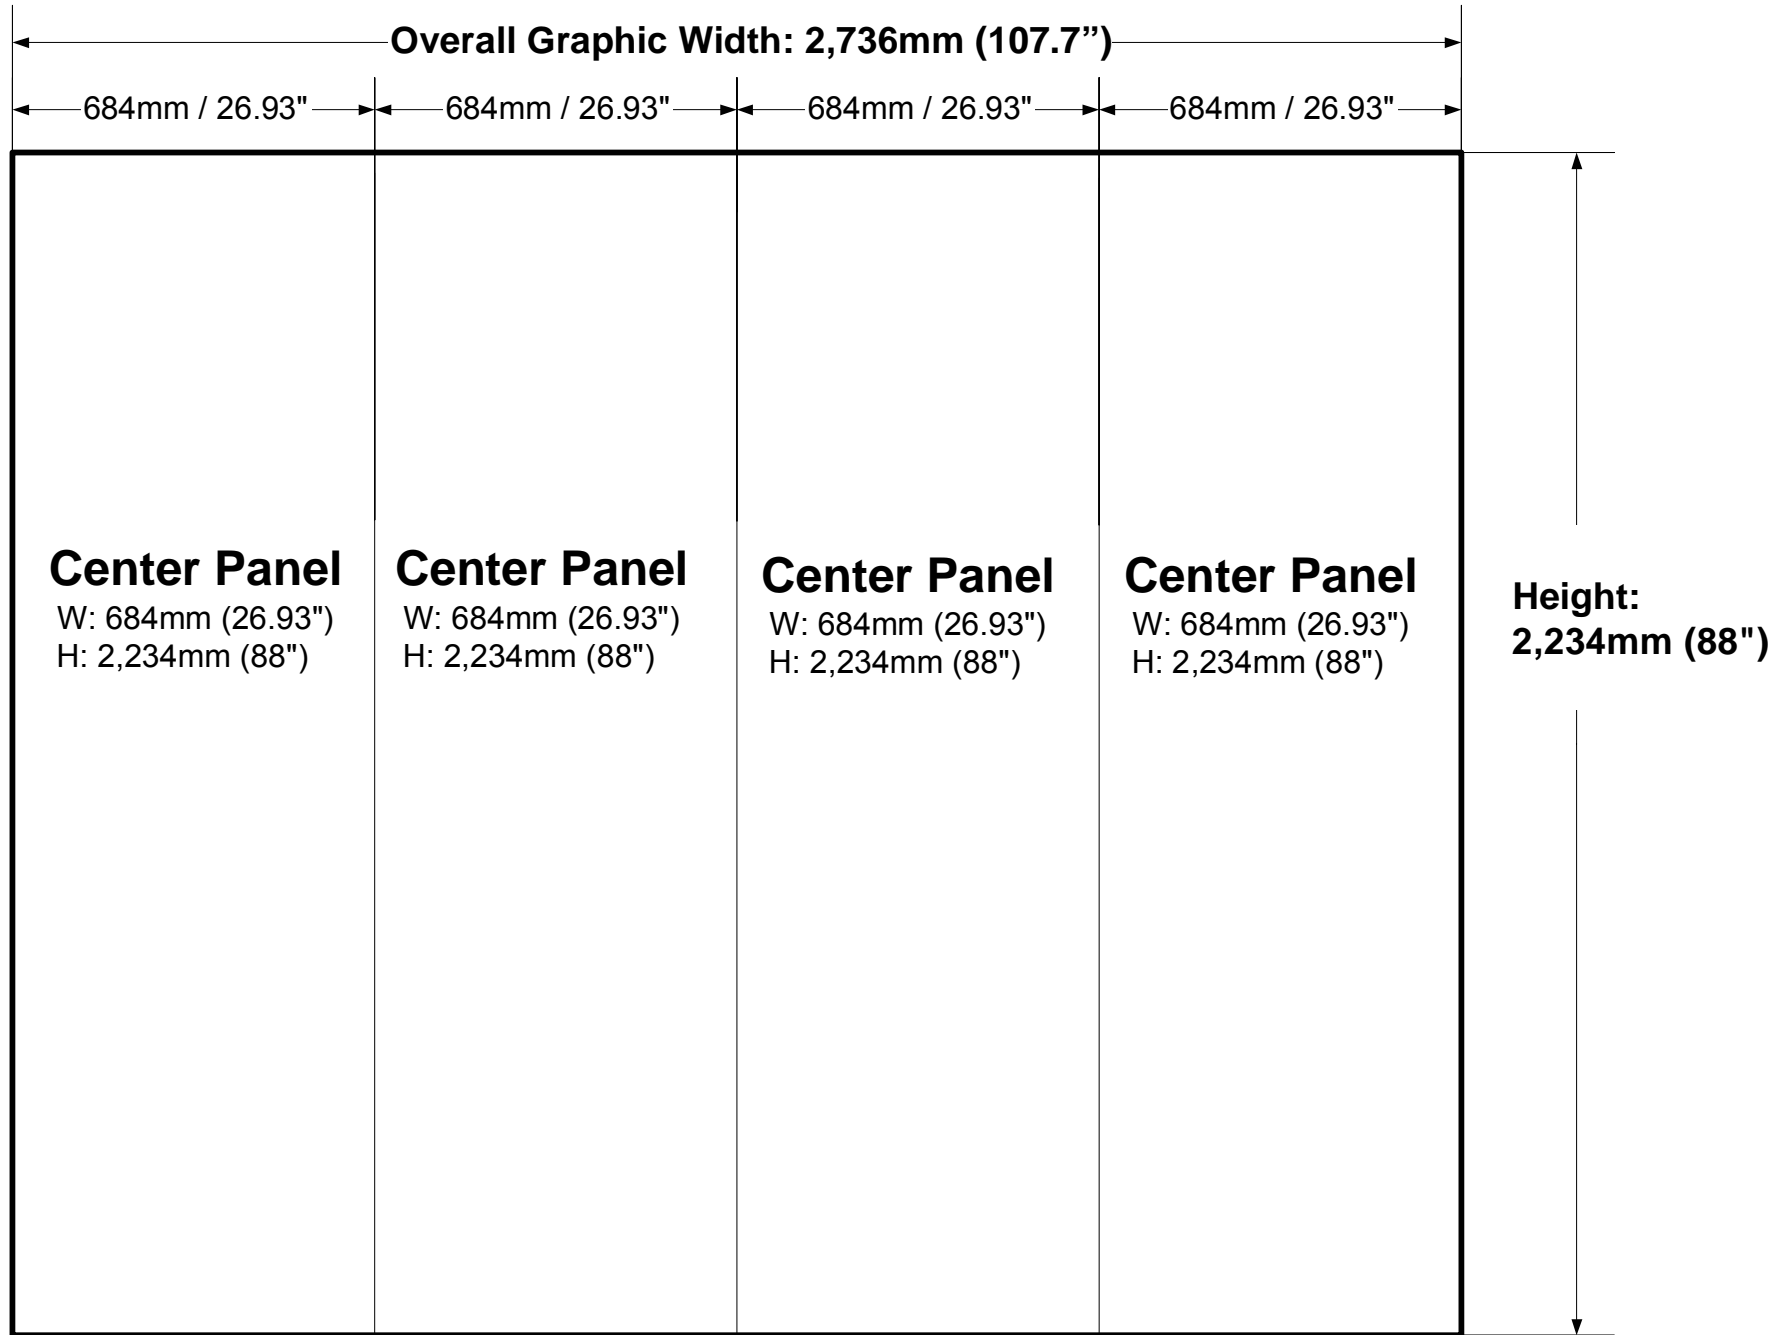 Overall Graphic Width: 2,736mm (107.7”)
684mm / 26.93"
684mm / 26.93"
684mm / 26.93"
684mm / 26.93"
Center Panel
W: 684mm (26.93")
H: 2,234mm (88")
Center Panel
W: 684mm (26.93")
H: 2,234mm (88")
Center Panel
W: 684mm (26.93")
H: 2,234mm (88")
Center Panel
W: 684mm (26.93")
H: 2,234mm (88")
Height:
2,234mm (88")